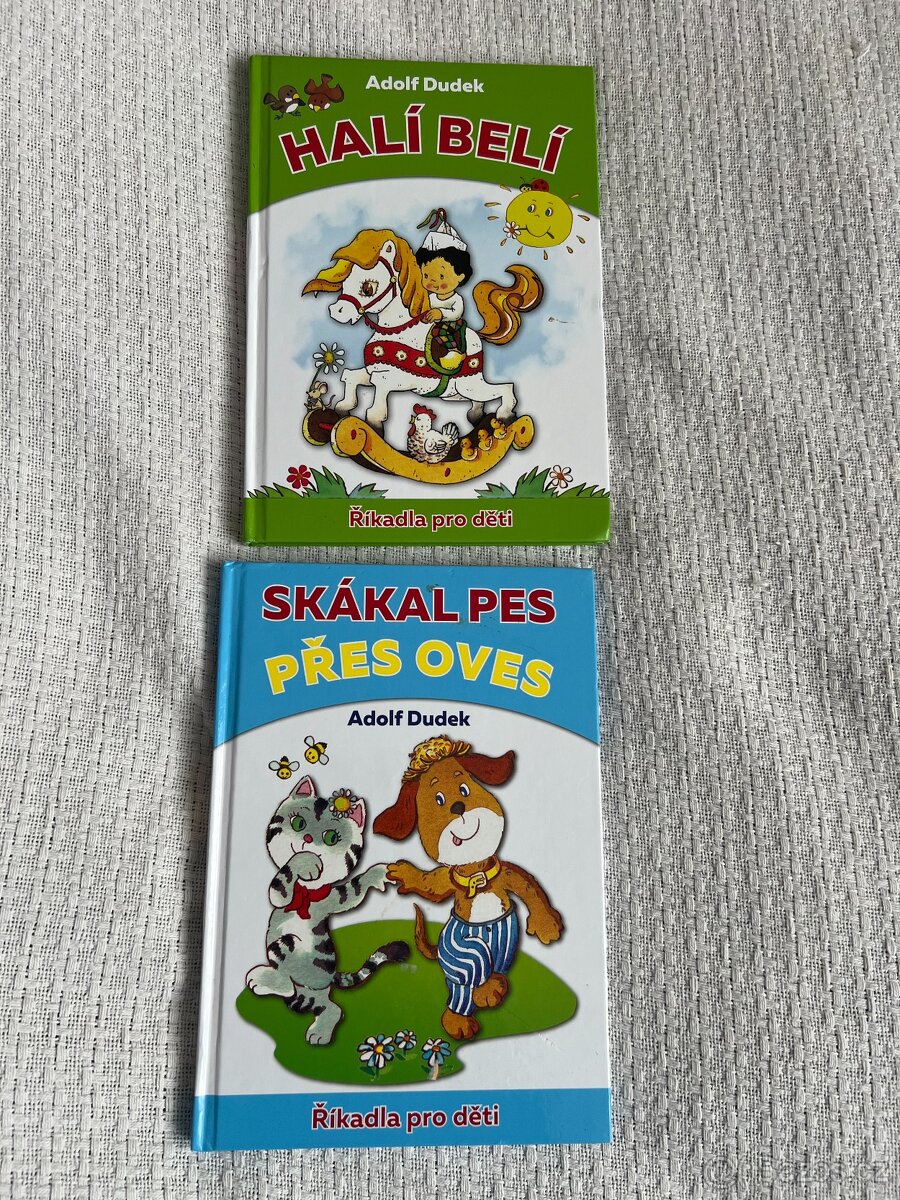 Adolf Dudek
HALÍ BELÍ
Říkadla pro děti
SKÁKAL PES
PŘES OVES
Adolf Dudek
Říkadla pro děti